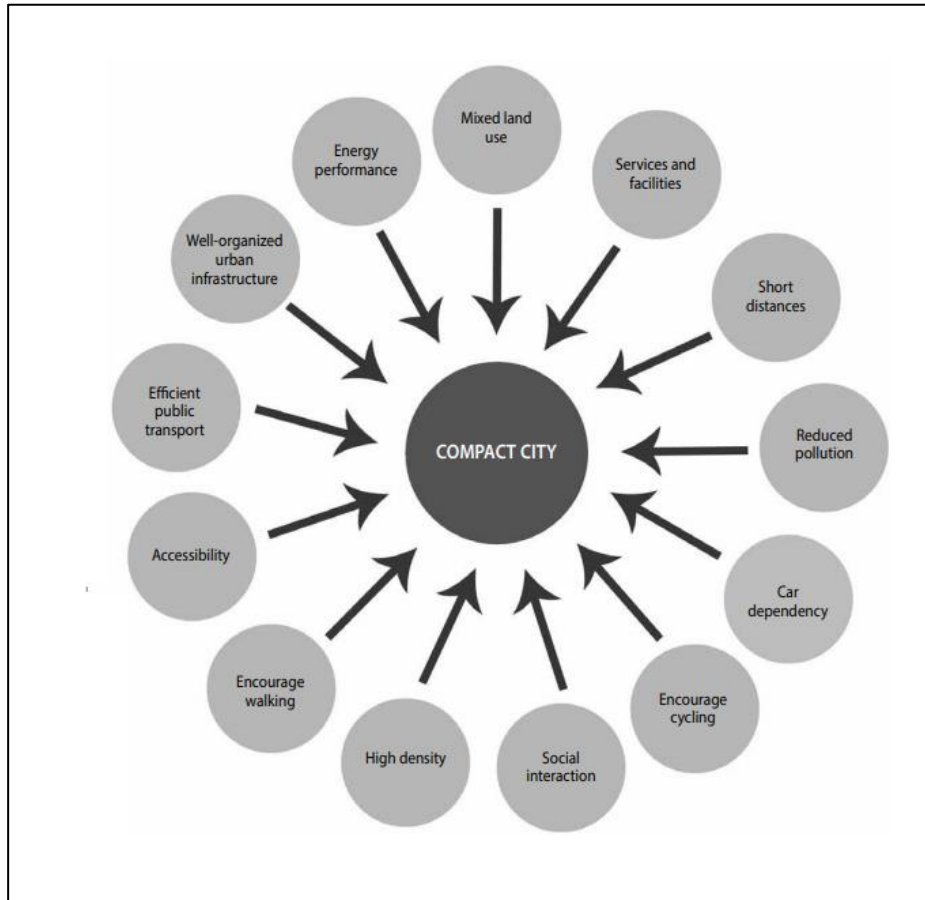 Mixed land
use
Services and
facilities
Short
distances
Reduced
pollution
Car
dependency
Encourage
cycling
Social
interaction
High density
Encourage
walking
Accessibility
Efficient
public
transport
Well-organized
urban
infrastructure
Energy
performance
COMPACT CITY